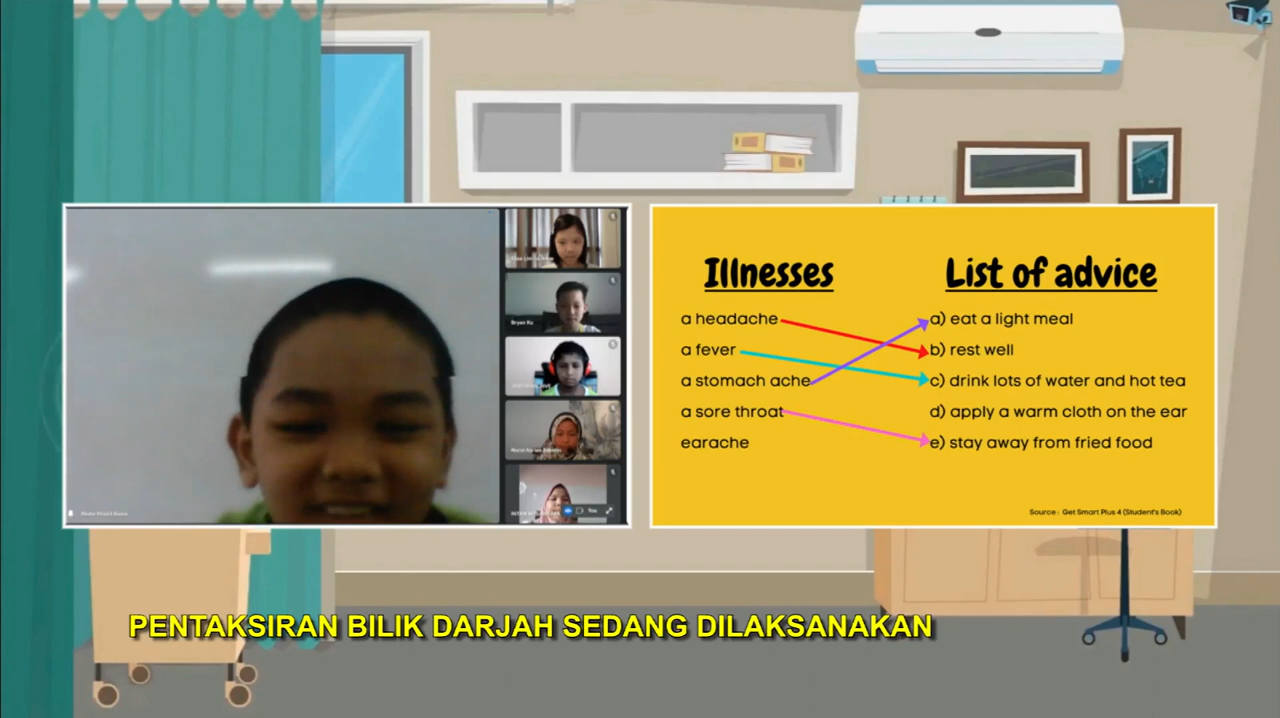 Bryan Ku
You
Illnesses
a headache
a fever
a stomach ache
a sore throat
earache
List of advice
a) eat a light meal
b) rest well
c) drink lots of water and hot tea
d) apply a warm cloth on the ear
e) stay away from fried food
Source : Get Smart Plus 4 (Student's Book)
PENTAKSIRAN BILIK DARJAH SEDANG DILAKSANAKAN